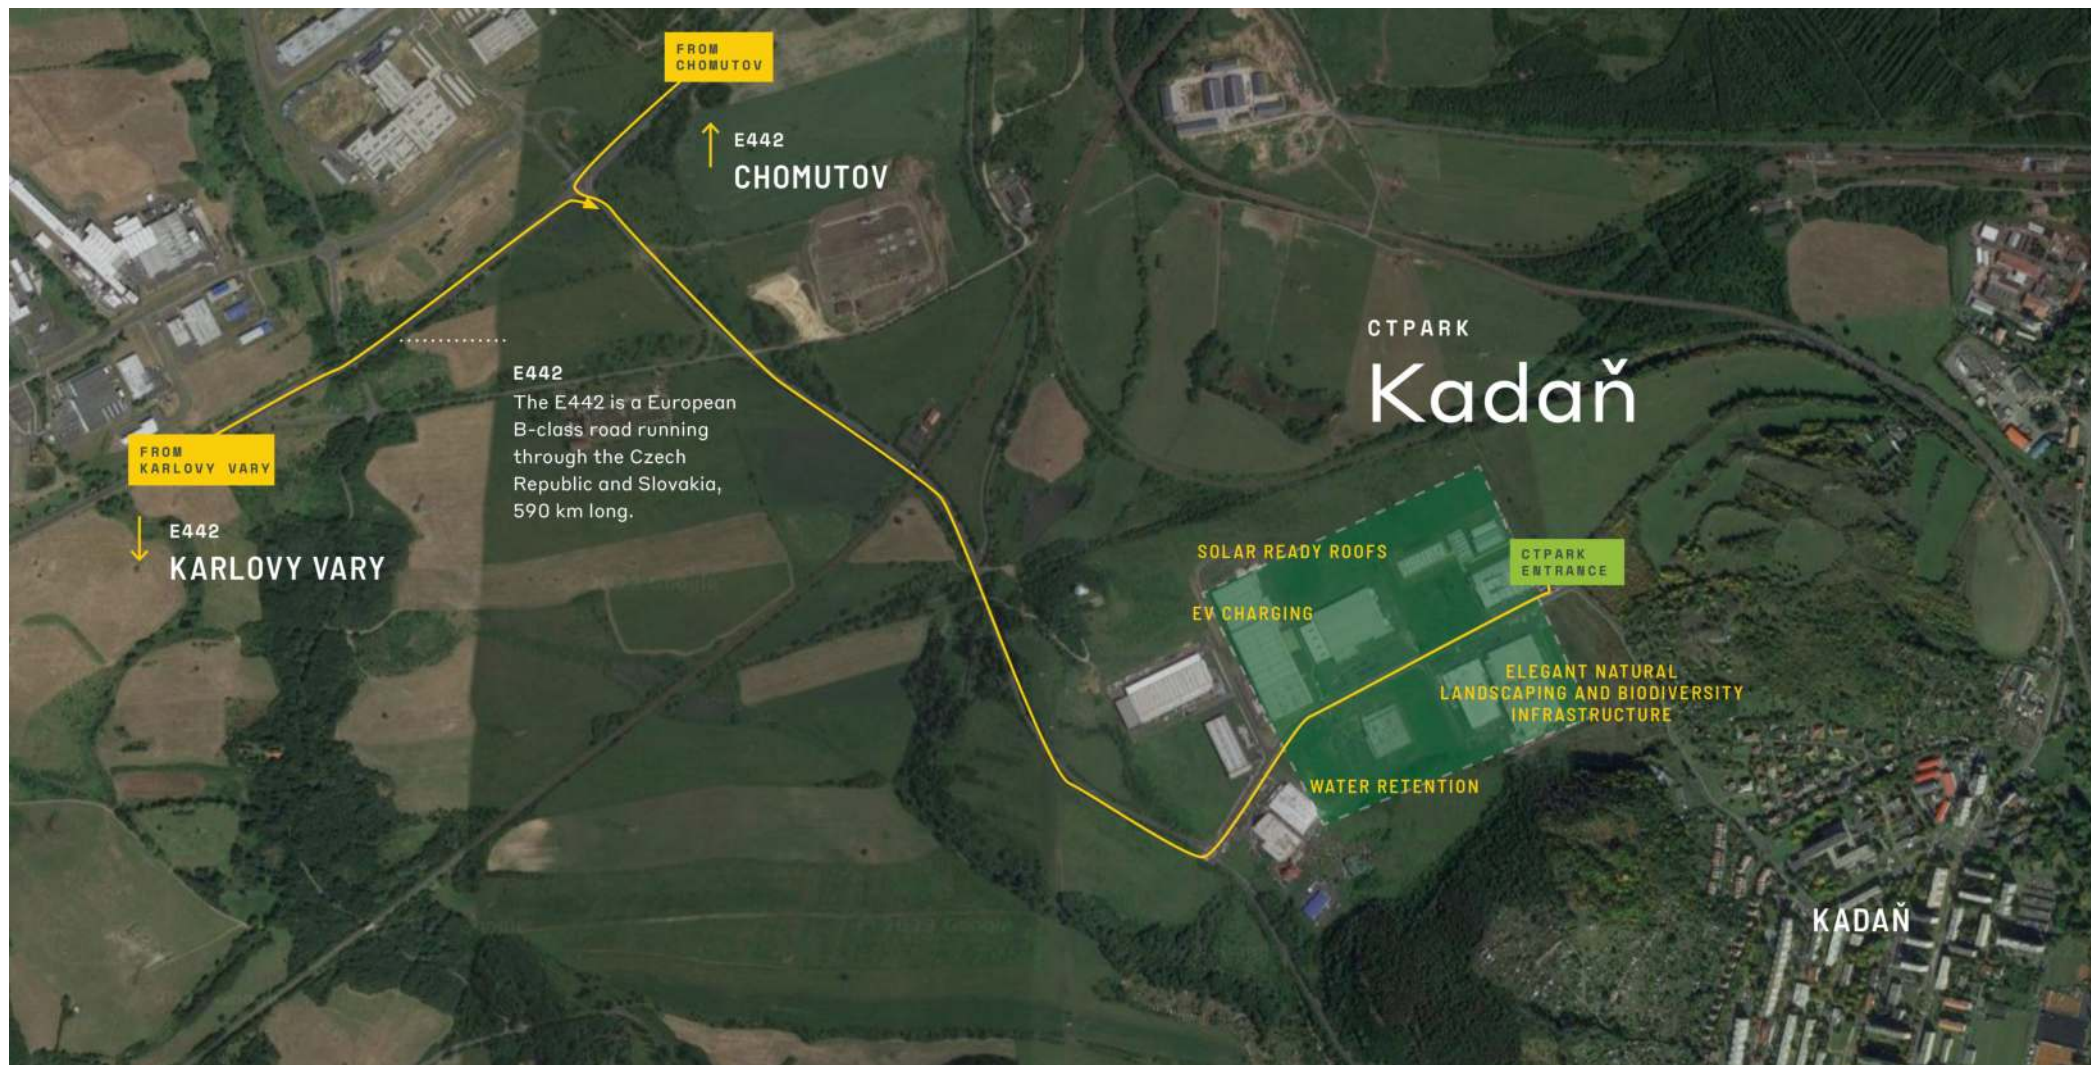 FROM
CHOMUTOV
E442
CHOMUTOV
CTPARK
Kadaň
E442
The E442 is a European
B-class road running
through the Czech
Republic and Slovakia,
590 km long.
FROM
KARLOVY VARY
E442
KARLOVY VARY
SOLAR READY ROOFS
CTPARK
ENTRANCE
EV CHARGING
ELEGANT NATURAL
LANDSCAPING AND BIODIVERSITY
INFRASTRUCTURE
WATER RETENTION
KADAŇ